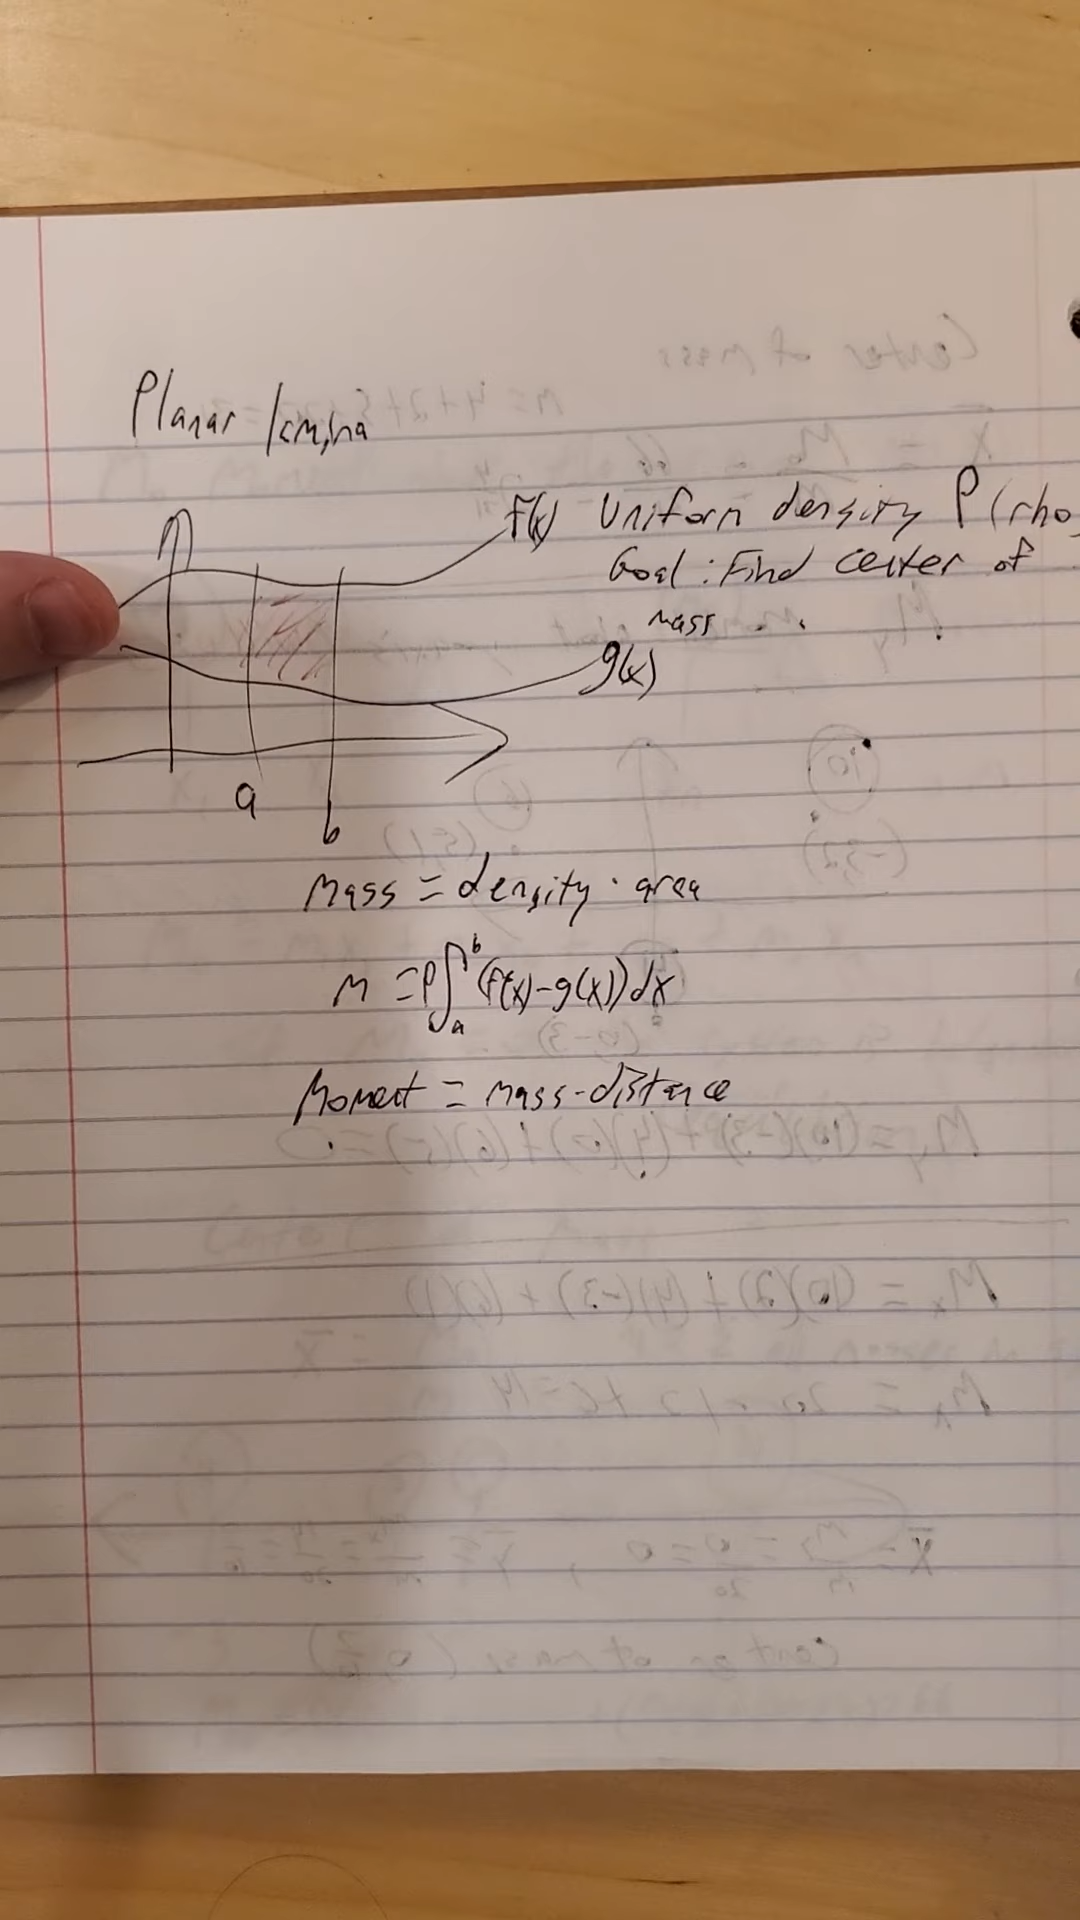 Planar lamina
f(x) Uniform density ρ (rho
Goal: Find center of
mass
g(x)
a
b
Mass = density · area
M = ρ∫ₐᵇ (f(x)-g(x))dx
Moment = mass-distance